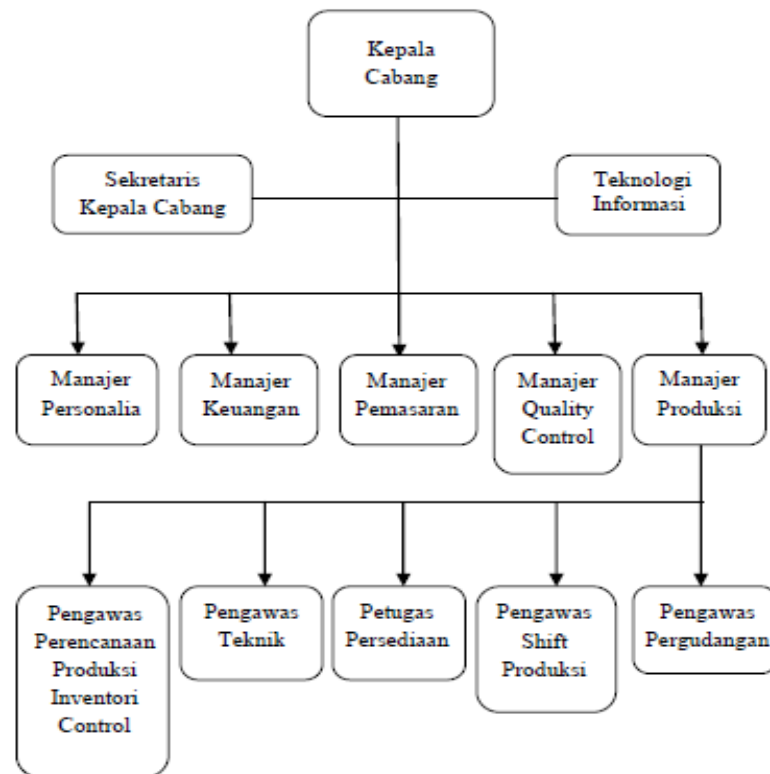 Kepala
Cabang
Sekretaris
Kepala Cabang
Teknologi
Informasi
Manajer
Personalia
Manajer
Keuangan
Manajer
Pemasaran
Manajer
Quality
Control
Manajer
Produksi
Pengawas
Perencanaan
Produksi
Inventori
Control
Pengawas
Teknik
Petugas
Persediaan
Pengawas
Shift
Produksi
Pengawas
Pergudangan